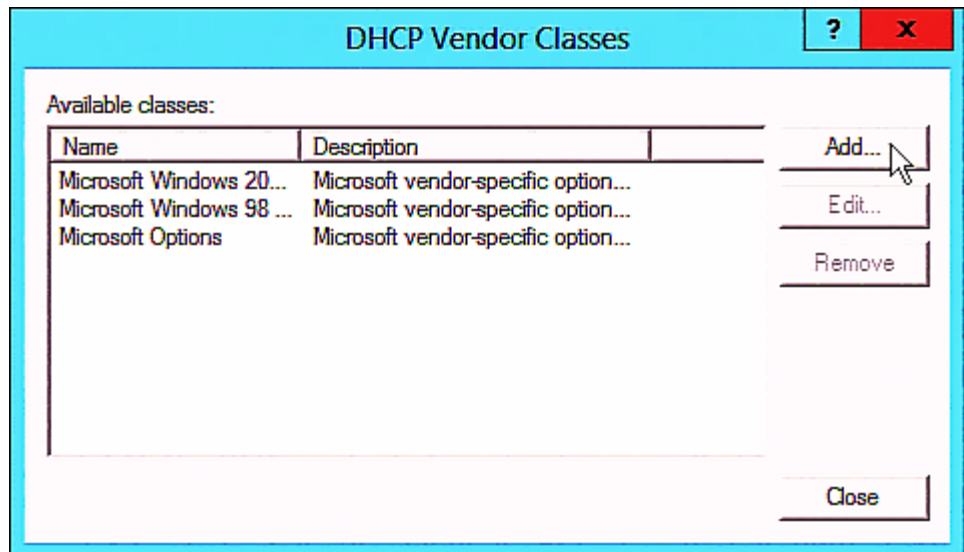 DHCP Vendor Classes ? x
Available classes:
Name Description
Add...
Microsoft Windows 20... Microsoft vendor-specific option...
Microsoft Windows 98 ... Microsoft vendor-specific option...
Edit...
Microsoft Options Microsoft vendor-specific option...
Remove
Close